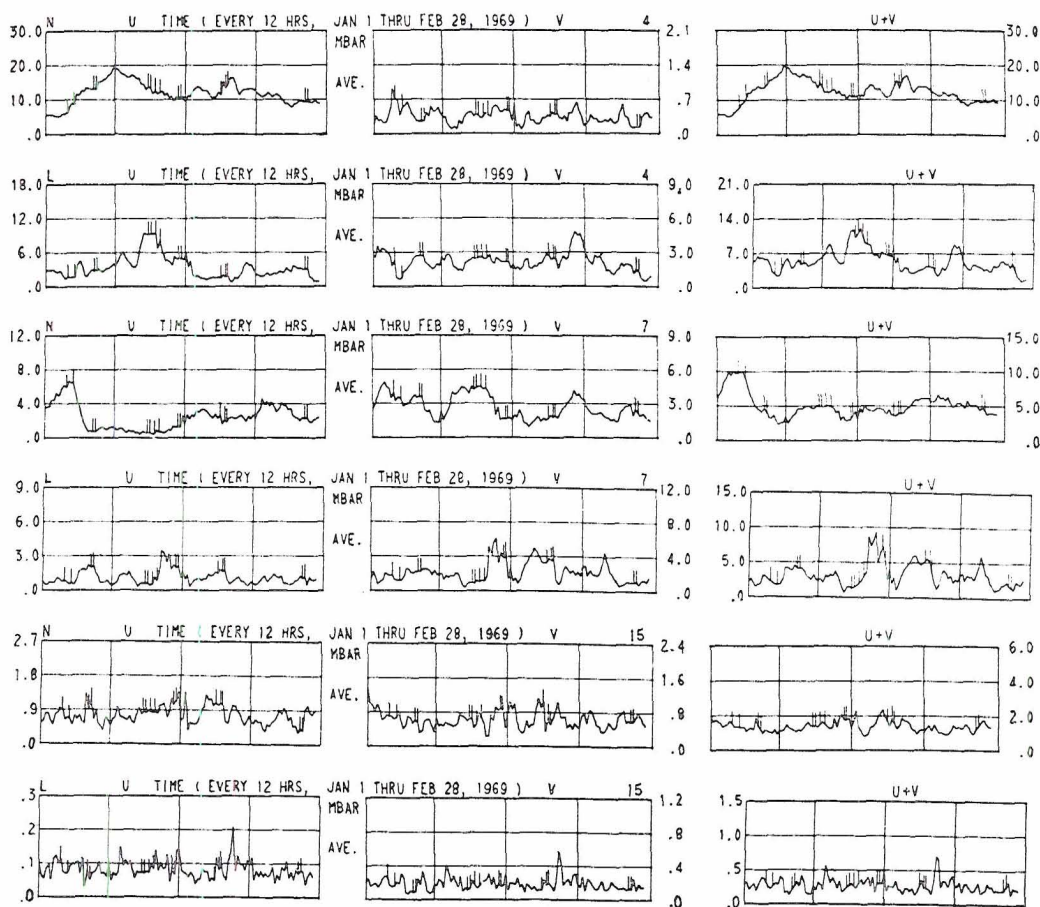 N U TIME ( EVERY 12 HRS, JAN 1 THRU FEB 28, 1969 ) V 4 U+V
30.0 MBAR 2.1 30.0
20.0 AVE. 1.4 20.0
10.0 .7 10.0
.0 .0 .0
L U TIME ( EVERY 12 HRS, JAN 1 THRU FEB 28, 1969 ) V 4 U+V
18.0 MBAR 9.0 21.0
12.0 AVE. 6.0 14.0
6.0 3.0 7.0
.0 .0 .0
N U TIME ( EVERY 12 HRS, JAN 1 THRU FEB 28, 1969 ) V 7 U+V
12.0 MBAR 9.0 15.0
8.0 AVE. 6.0 10.0
4.0 3.0 5.0
.0 .0 .0
L U TIME ( EVERY 12 HRS, JAN 1 THRU FEB 28, 1969 ) V 7 U+V
9.0 MBAR 12.0 15.0
6.0 AVE. 8.0 10.0
3.0 4.0 5.0
.0 .0 .0
N U TIME ( EVERY 12 HRS, JAN 1 THRU FEB 28, 1969 ) V 15 U+V
2.7 MBAR 2.4 6.0
1.8 AVE. 1.6 4.0
.9 .8 2.0
.0 .0 .0
L U TIME ( EVERY 12 HRS, JAN 1 THRU FEB 28, 1969 ) V 15 U+V
.3 MBAR 1.2 1.5
.2 AVE. .8 1.0
.1 .4 .5
.0 .0 .0